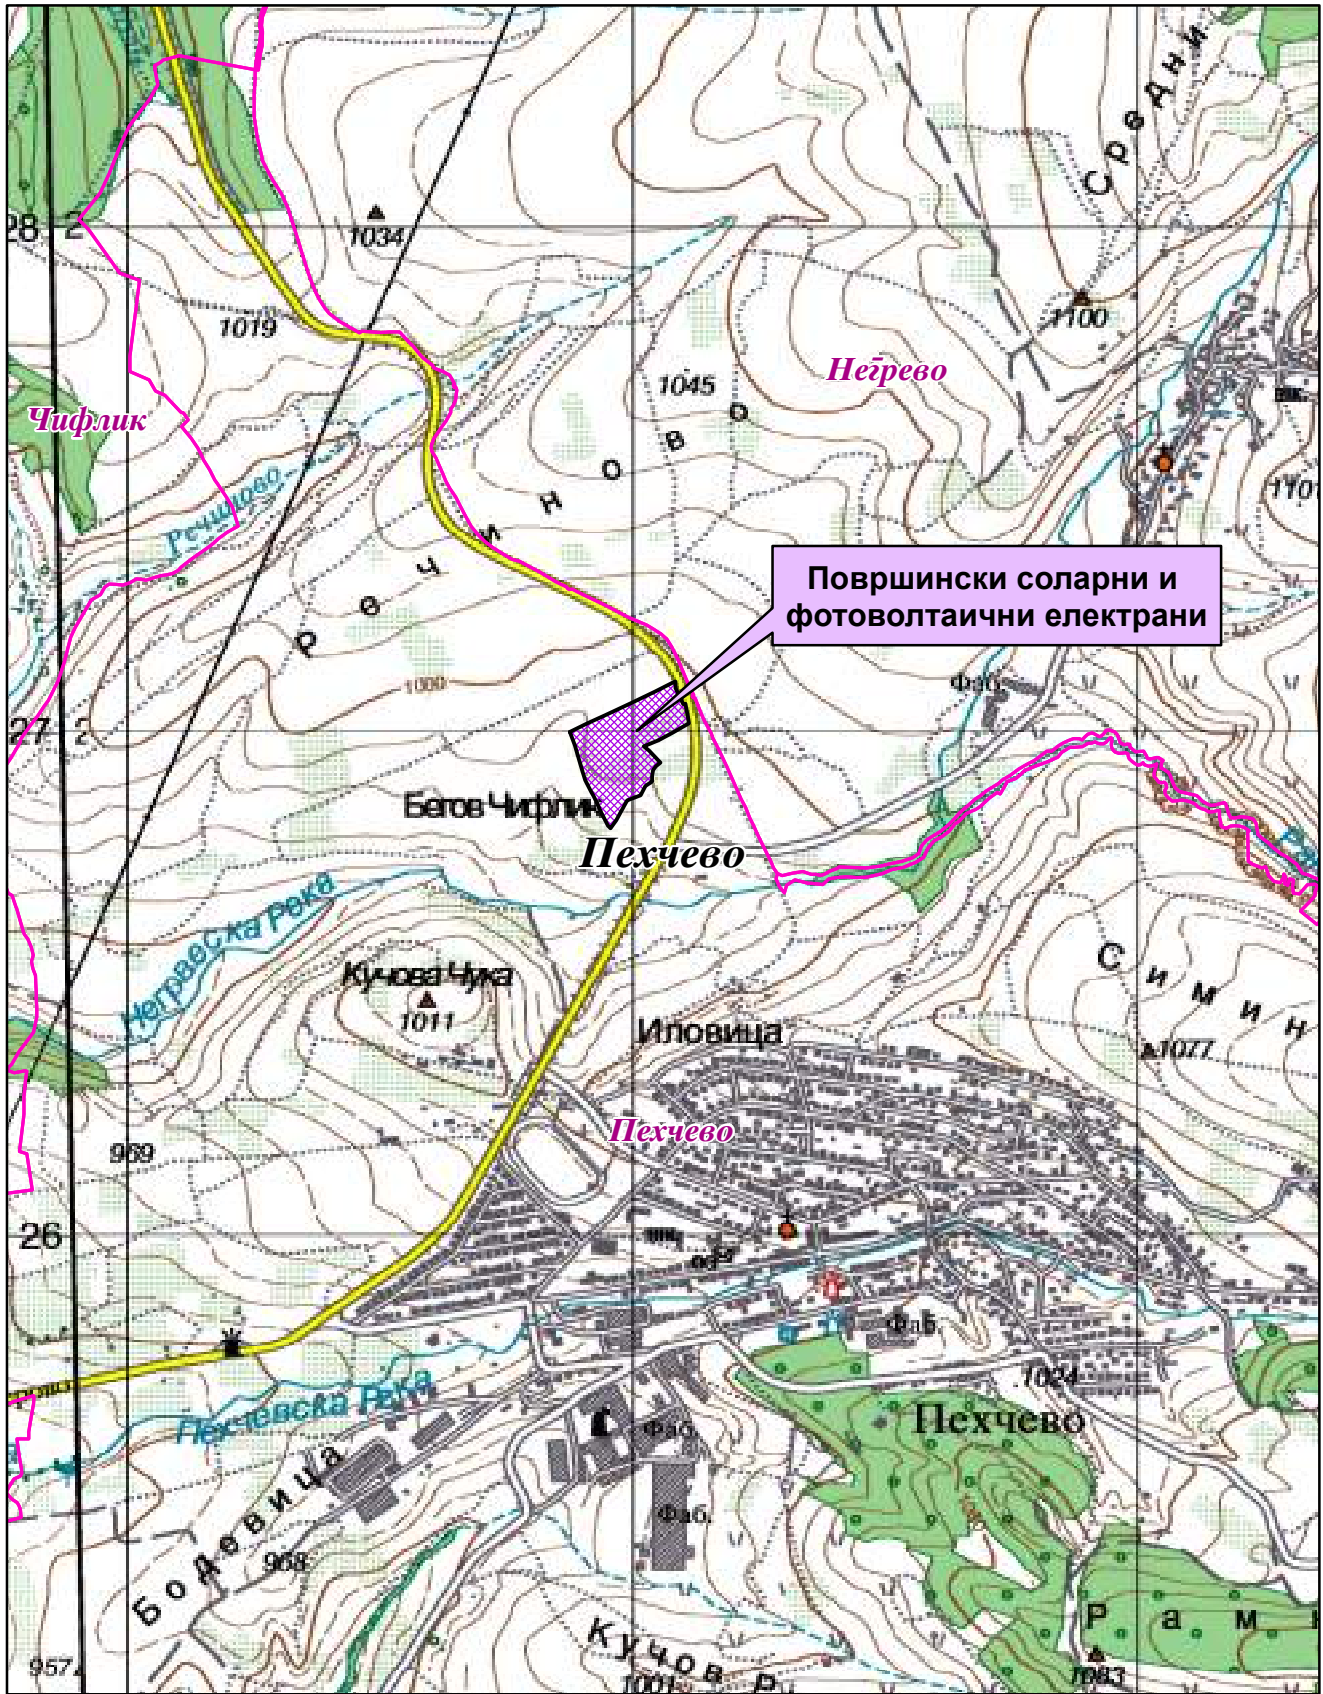 Средни
28 2
1034
1019
1100
Негрево
1045
Чифлик
Речиново
1101
Речиново
Површински соларни и
фотоволтаични електрани
Фаб.
1000
27 2
Бегов Чифлик
Пехчево
Негрвеска Река
Кучова Чука
1011
Симин
Иловица
1077
Пехчево
969
26
Фаб.
Пехчевска Река
1024
Пехчево
Фаб.
Бодевица
Фаб.
968
Рамн
Кучов р
957
1001
1083